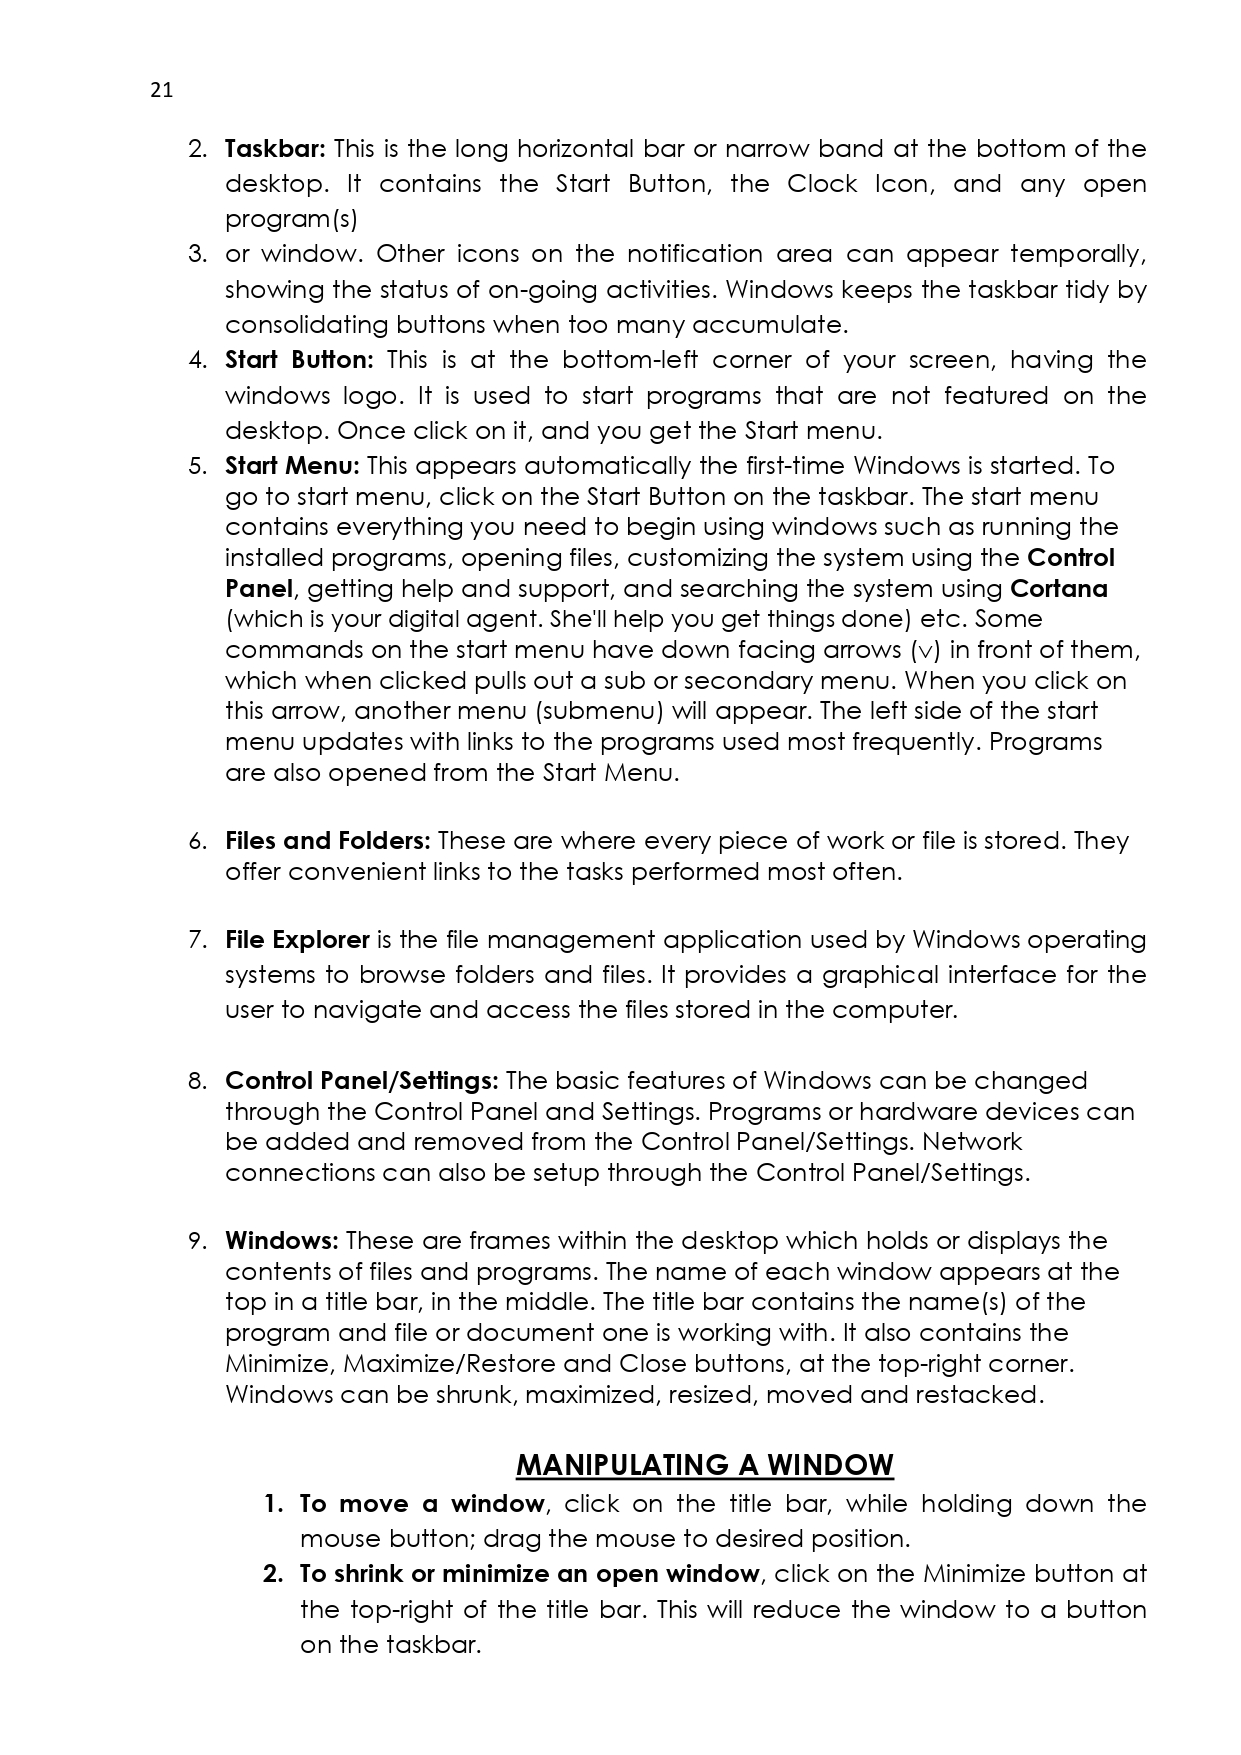 21
2. Taskbar: This is the long horizontal bar or narrow band at the bottom of the
desktop. It contains the Start Button, the Clock Icon, and any open
program(s)
3. or window. Other icons on the notification area can appear temporally,
showing the status of on-going activities. Windows keeps the taskbar tidy by
consolidating buttons when too many accumulate.
4. Start Button: This is at the bottom-left corner of your screen, having the
windows logo. It is used to start programs that are not featured on the
desktop. Once click on it, and you get the Start menu.
5. Start Menu: This appears automatically the first-time Windows is started. To
go to start menu, click on the Start Button on the taskbar. The start menu
contains everything you need to begin using windows such as running the
installed programs, opening files, customizing the system using the Control
Panel, getting help and support, and searching the system using Cortana
(which is your digital agent. She'll help you get things done) etc. Some
commands on the start menu have down facing arrows (v) in front of them,
which when clicked pulls out a sub or secondary menu. When you click on
this arrow, another menu (submenu) will appear. The left side of the start
menu updates with links to the programs used most frequently. Programs
are also opened from the Start Menu.
6. Files and Folders: These are where every piece of work or file is stored. They
offer convenient links to the tasks performed most often.
7. File Explorer is the file management application used by Windows operating
systems to browse folders and files. It provides a graphical interface for the
user to navigate and access the files stored in the computer.
8. Control Panel/Settings: The basic features of Windows can be changed
through the Control Panel and Settings. Programs or hardware devices can
be added and removed from the Control Panel/Settings. Network
connections can also be setup through the Control Panel/Settings.
9. Windows: These are frames within the desktop which holds or displays the
contents of files and programs. The name of each window appears at the
top in a title bar, in the middle. The title bar contains the name(s) of the
program and file or document one is working with. It also contains the
Minimize, Maximize/Restore and Close buttons, at the top-right corner.
Windows can be shrunk, maximized, resized, moved and restacked.
MANIPULATING A WINDOW
1. To move a window, click on the title bar, while holding down the
mouse button; drag the mouse to desired position.
2. To shrink or minimize an open window, click on the Minimize button at
the top-right of the title bar. This will reduce the window to a button
on the taskbar.